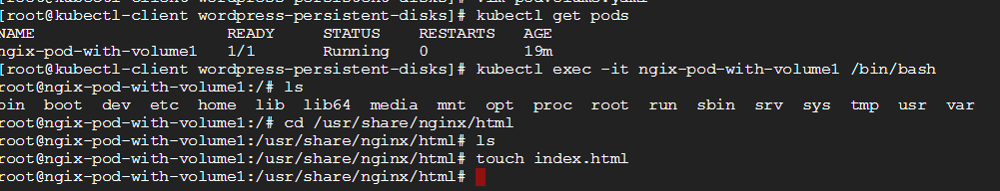 [root@kubectl-client wordpress-persistent-disks]# kubectl get pods
NAME READY STATUS RESTARTS AGE
ngix-pod-with-volume1 1/1 Running 0 19m
[root@kubectl-client wordpress-persistent-disks]# kubectl exec -it ngix-pod-with-volume1 /bin/bash
root@ngix-pod-with-volume1:/# ls
bin boot dev etc home lib lib64 media mnt opt proc root run sbin srv sys tmp usr var
root@ngix-pod-with-volume1:/# cd /usr/share/nginx/html
root@ngix-pod-with-volume1:/usr/share/nginx/html# ls
root@ngix-pod-with-volume1:/usr/share/nginx/html# touch index.html
root@ngix-pod-with-volume1:/usr/share/nginx/html#